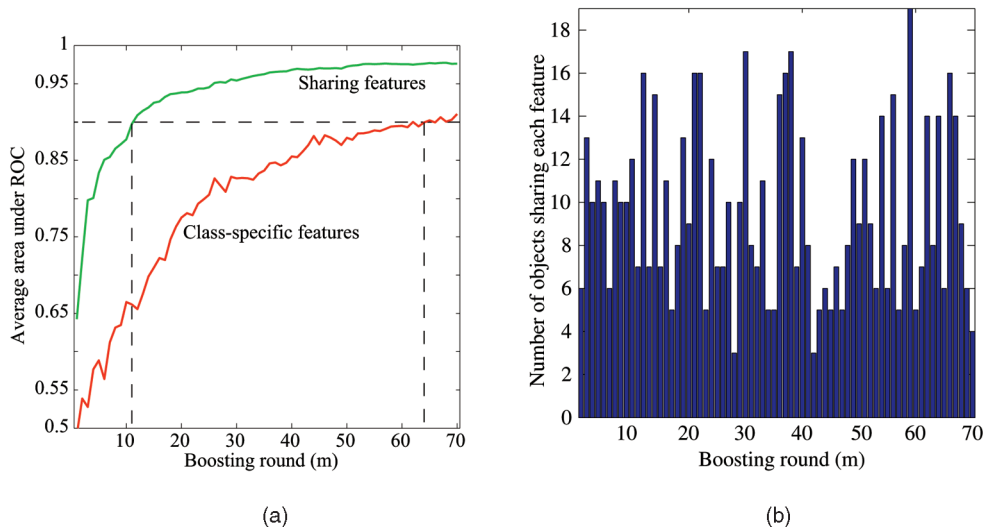 (a)
(b)
1
0.95
0.85
0.75
0.65
0.55
0.5
Average area under ROC
Sharing features
Class-specific features
10 20 30 40 50 60 70
Boosting round (m)
18
16
14
12
10
8
6
4
2
0
Number of objects sharing each feature
10 20 30 40 50 60 70
Boosting round (m)
(a)
(b)